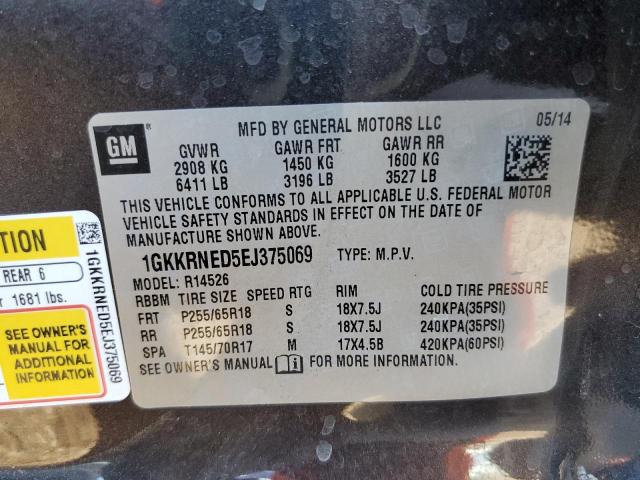 MFD BY GENERAL MOTORS LLC
05/14
GM
GVWR GAWR FRT GAWR RR
2908 KG 1450 KG 1600 KG
6411 LB 3196 LB 3527 LB
THIS VEHICLE CONFORMS TO ALL APPLICABLE U.S. FEDERAL MOTOR
VEHICLE SAFETY STANDARDS IN EFFECT ON THE DATE OF
MANUFACTURE SHOWN ABOVE.
1GKKRNED5EJ375069 TYPE: M.P.V.
MODEL: R14526
RBBM TIRE SIZE SPEED RTG RIM COLD TIRE PRESSURE
FRT P255/65R18 S 18X7.5J 240KPA(35PSI)
RR P255/65R18 S 18X7.5J 240KPA(35PSI)
SPA T145/70R17 M 17X4.5B 420KPA(60PSI)
SEE OWNER'S MANUAL FOR MORE INFORMATION.
TION
REAR 6
r 1681 lbs.
SEE OWNER'S
MANUAL FOR
ADDITIONAL
INFORMATION
1GKKRNED5EJ375069